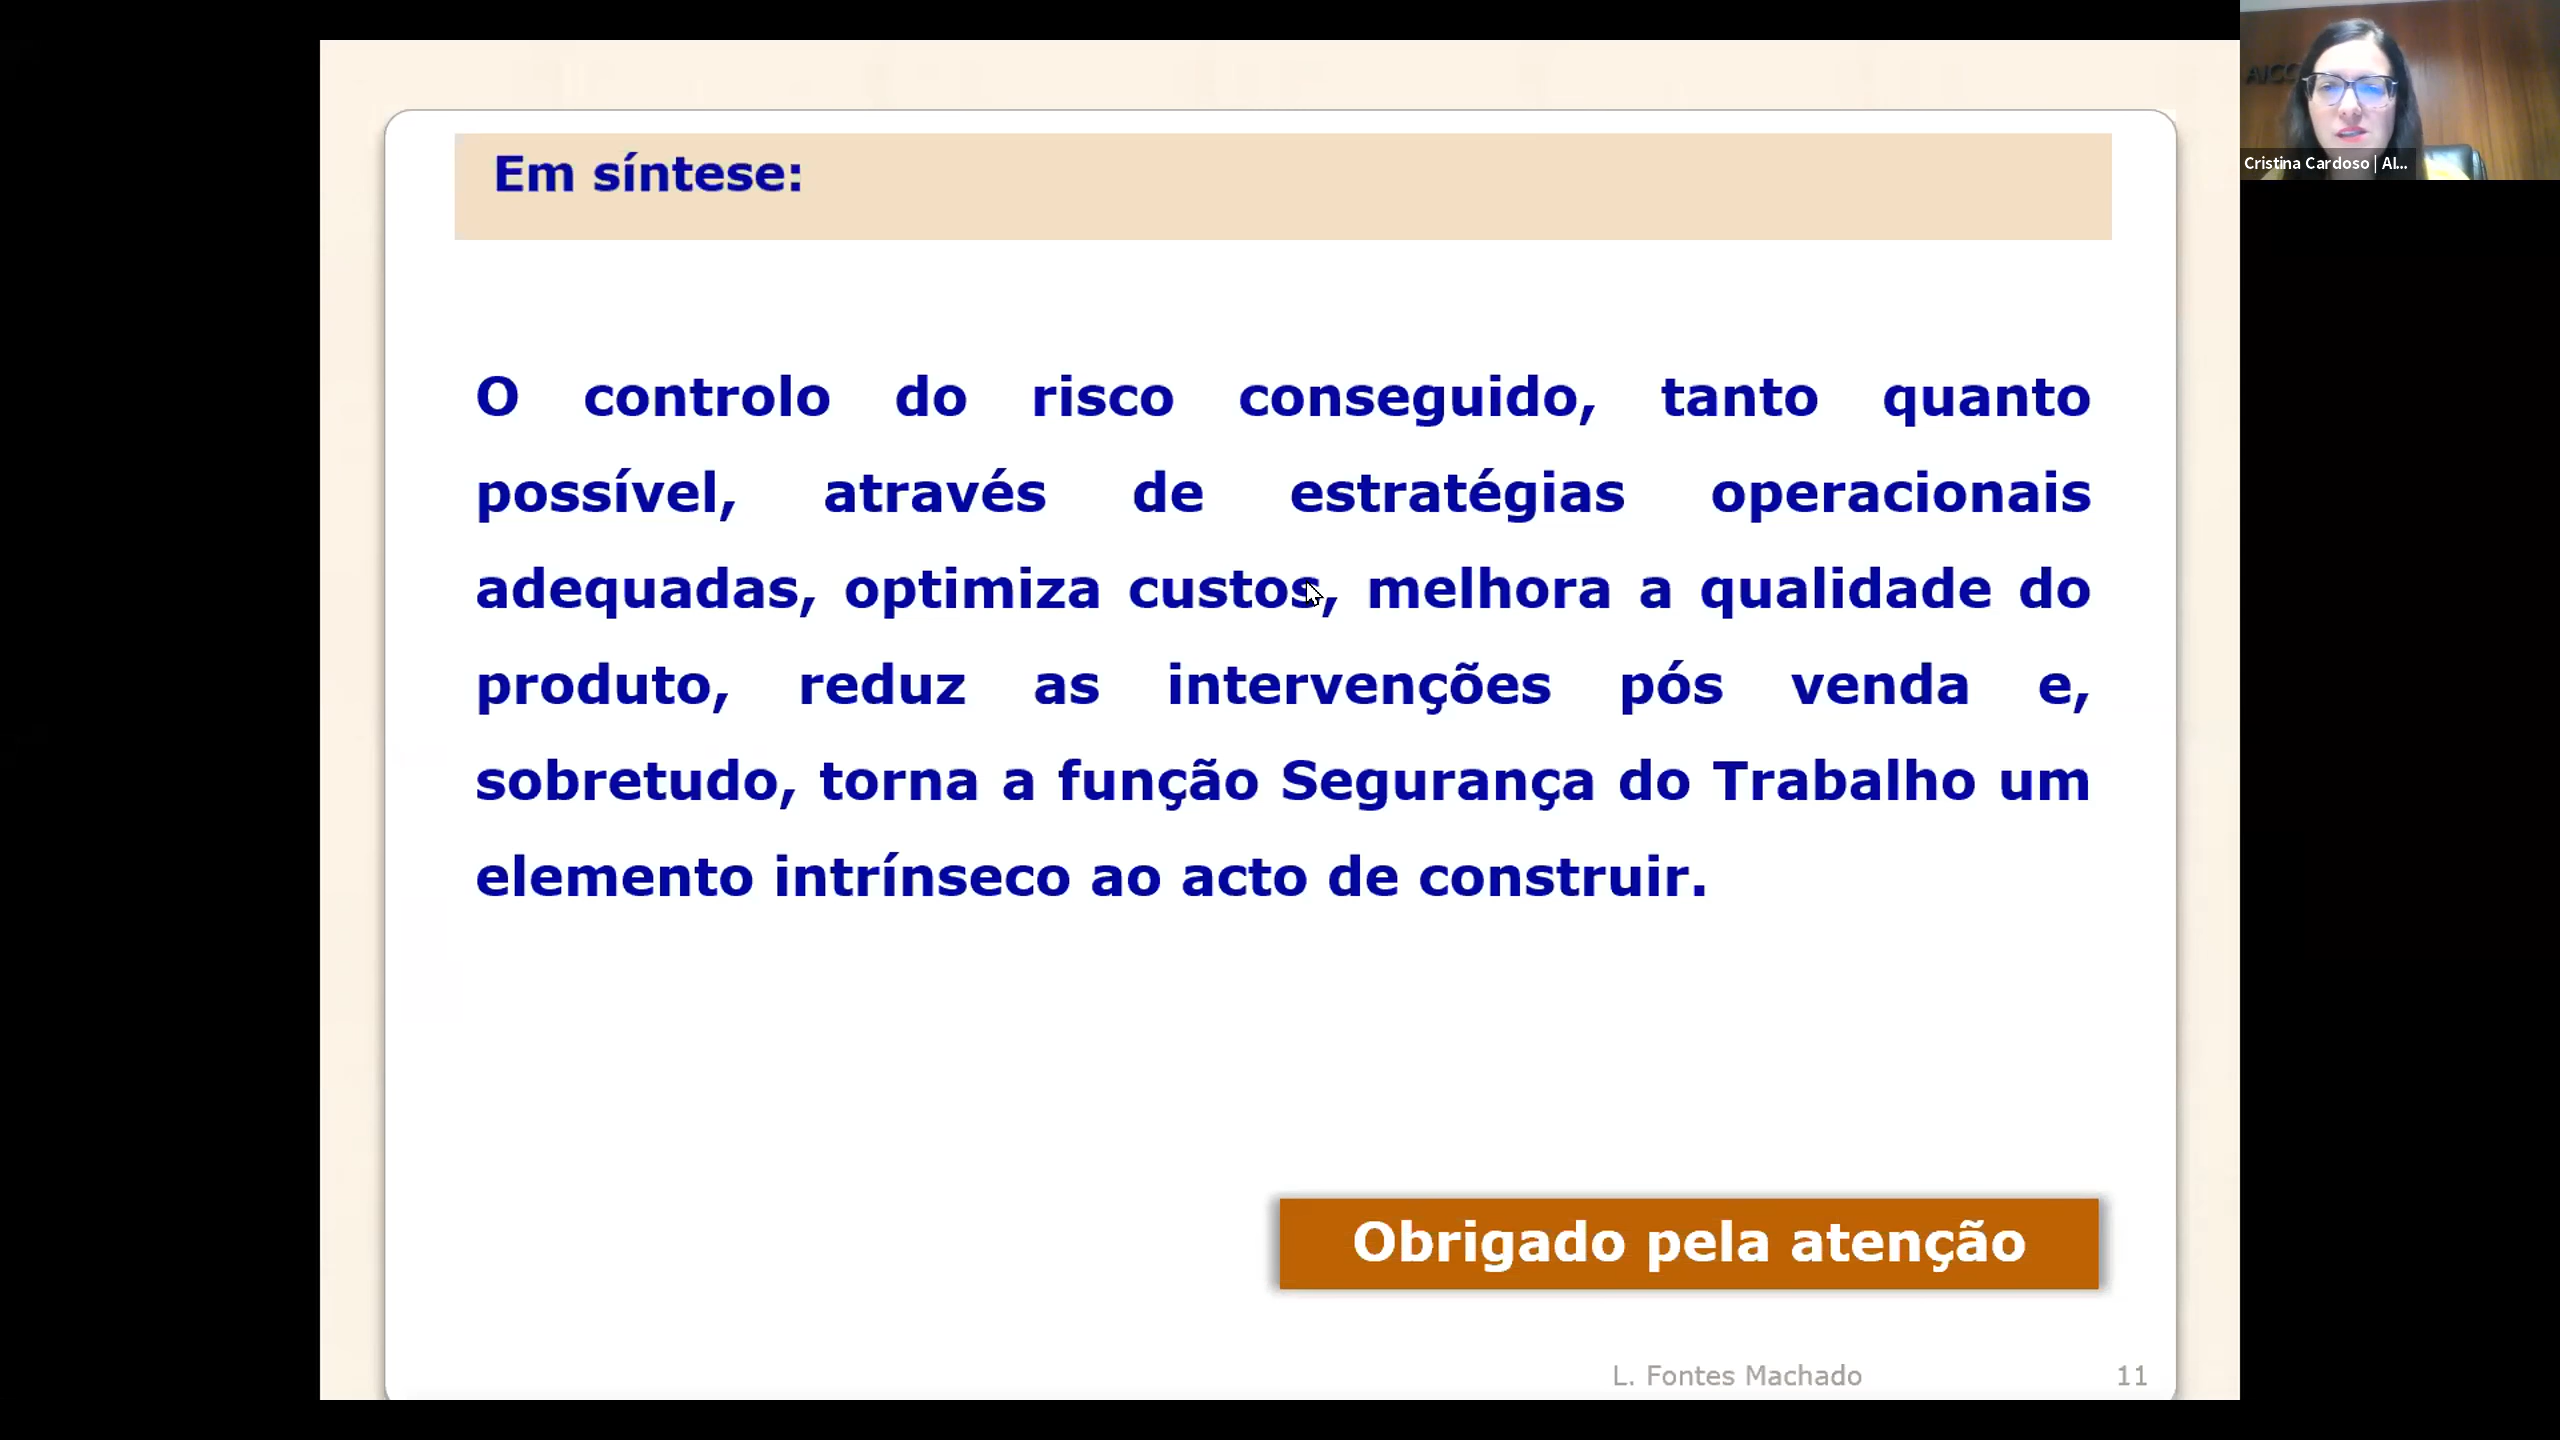 Em síntese:
O controlo do risco conseguido, tanto quanto
possível, através de estratégias operacionais
adequadas, optimiza custos, melhora a qualidade do
produto, reduz as intervenções pós venda e,
sobretudo, torna a função Segurança do Trabalho um
elemento intrínseco ao acto de construir.
Obrigado pela atenção
L. Fontes Machado
11
Cristina Cardoso | AI...